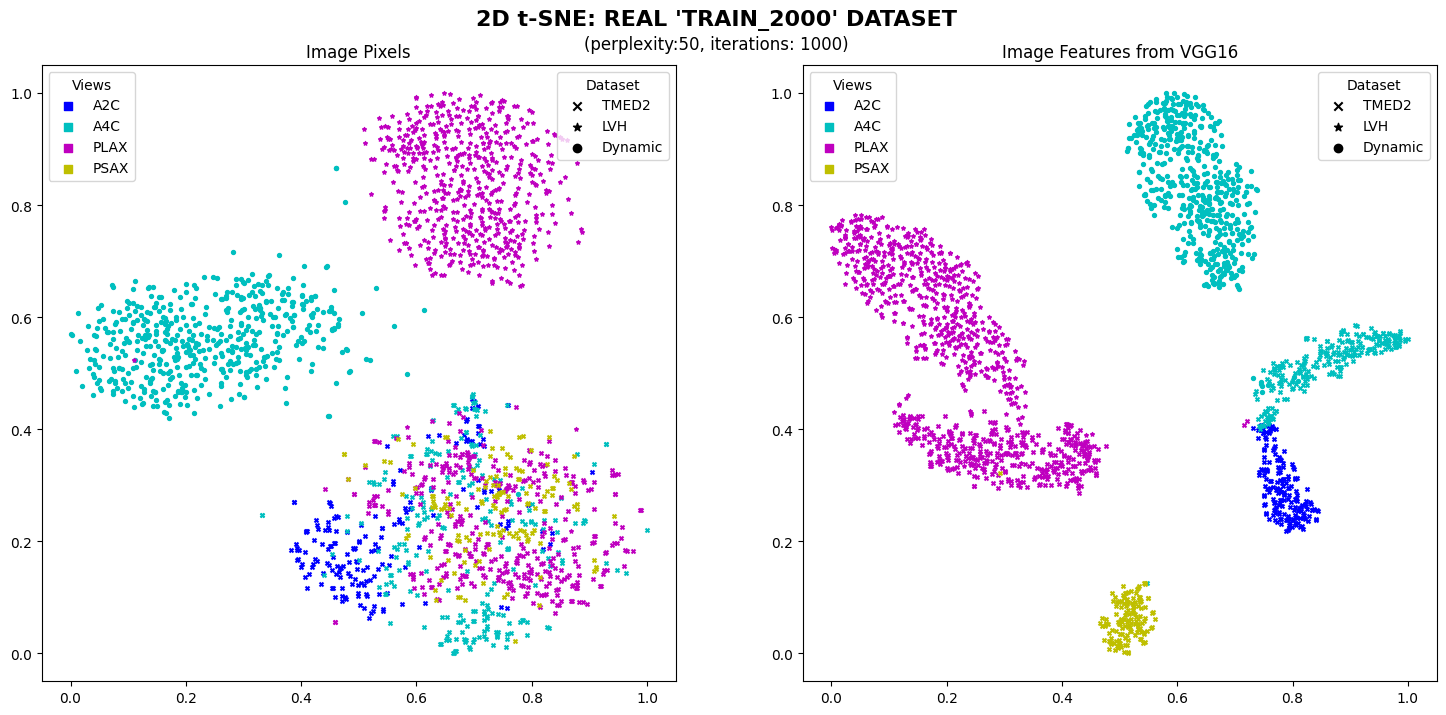 2D t-SNE: REAL 'TRAIN_2000' DATASET
(perplexity:50, iterations: 1000)
Image Pixels
Views
A2C
A4C
PLAX
PSAX
Dataset
TMED2
LVH
Dynamic
1.0
0.8
0.6
0.4
0.2
0.0
0.0 0.2 0.4 0.6 0.8 1.0
Image Features from VGG16
Views
A2C
A4C
PLAX
PSAX
Dataset
TMED2
LVH
Dynamic
1.0
0.8
0.6
0.4
0.2
0.0
0.0 0.2 0.4 0.6 0.8 1.0